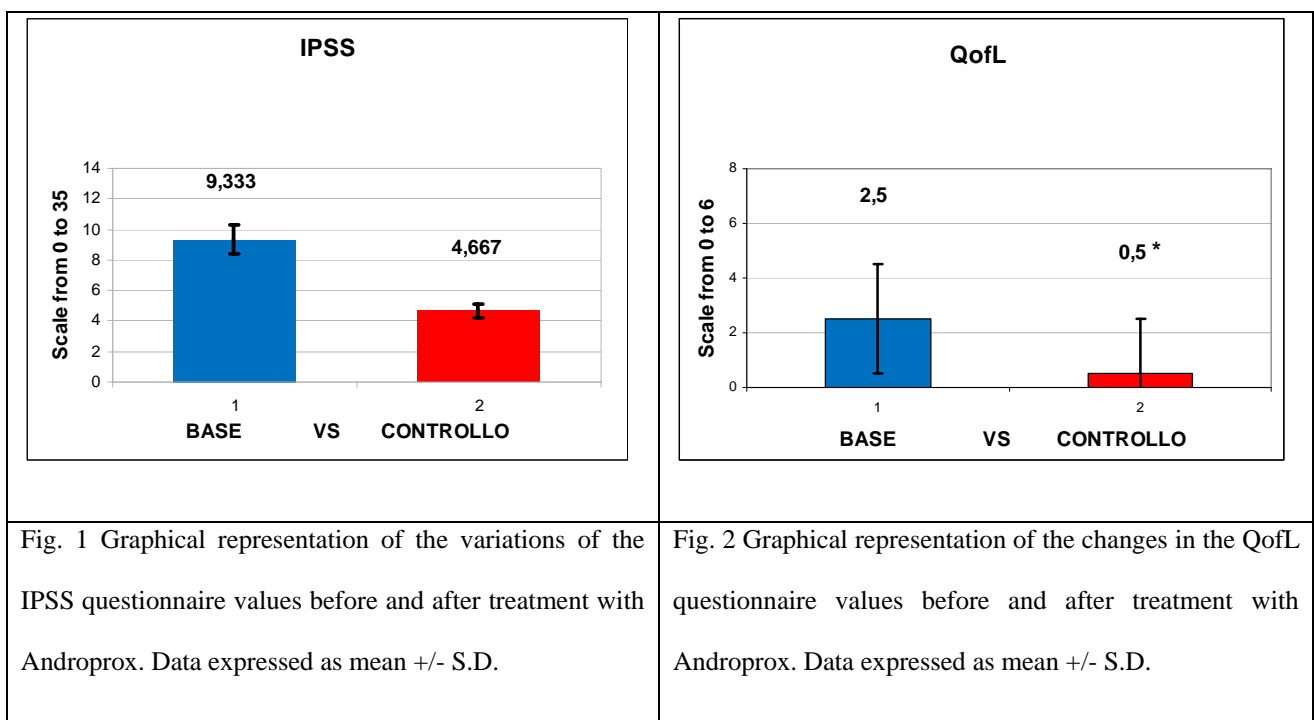 IPSS
Scale from 0 to 35
14
12
10
8
6
4
2
0
9,333
4,667
1
2
BASE VS CONTROLLO
QofL
Scale from 0 to 6
8
6
4
2
0
2,5
0,5 *
1
2
BASE VS CONTROLLO
Fig. 1 Graphical representation of the variations of the
IPSS questionnaire values before and after treatment with
Androprox. Data expressed as mean +/- S.D.
Fig. 2 Graphical representation of the changes in the QofL
questionnaire values before and after treatment with
Androprox. Data expressed as mean +/- S.D.